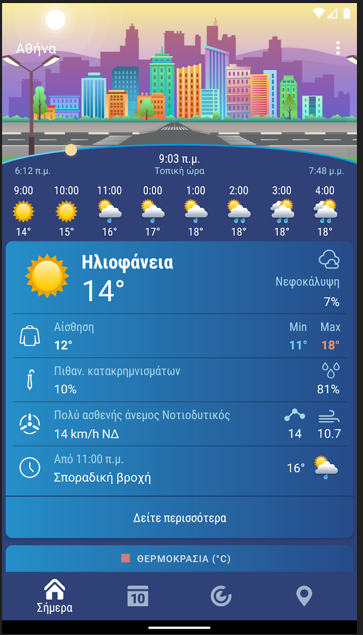 Αθήνα
9:03 π.μ.
6:12 π.μ. Τοπική ώρα 7:48 μ.μ.
9:00 10:00 11:00 0:00 1:00 2:00 3:00 4:00
14° 15° 16° 17° 18° 18° 18° 18°
Ηλιοφάνεια
14°
Νεφοκάλυψη
7%
Αίσθηση Min Max
12° 11° 18°
Πιθαν. κατακρημνισμάτων
10% 81%
Πολύ ασθενής άνεμος Νοτιοδυτικός
14 km/h ΝΔ 14 10.7
Από 11:00 π.μ.
Σποραδική βροχή 16°
Δείτε περισσότερα
ΘΕΡΜΟΚΡΑΣΙΑ (°C)
10
Σήμερα